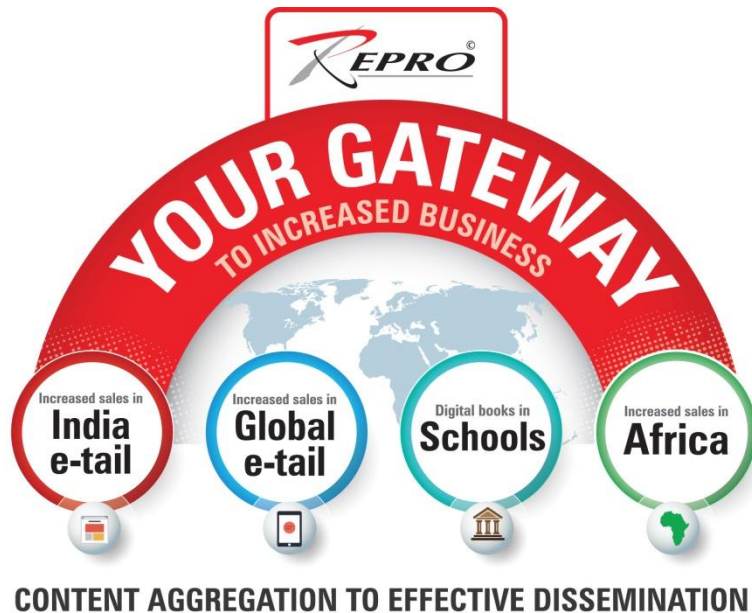 REPRO©
YOUR GATEWAY
TO INCREASED BUSINESS
Increased sales in
India
e-tail
Increased sales in
Global
e-tail
Digital books in
Schools
Increased sales in
Africa
CONTENT AGGREGATION TO EFFECTIVE DISSEMINATION